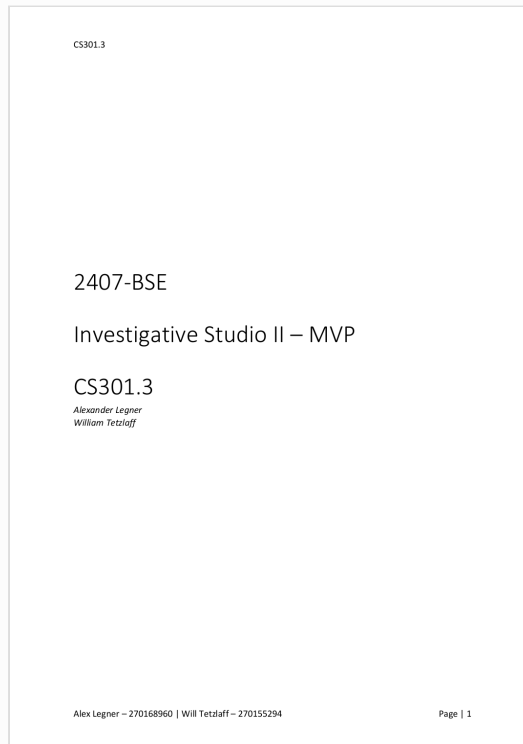 CS301.3
2407-BSE
Investigative Studio II – MVP
CS301.3
Alexander Legner
William Tetzlaff
Alex Legner – 270168960 | Will Tetzlaff – 270155294 Page | 1